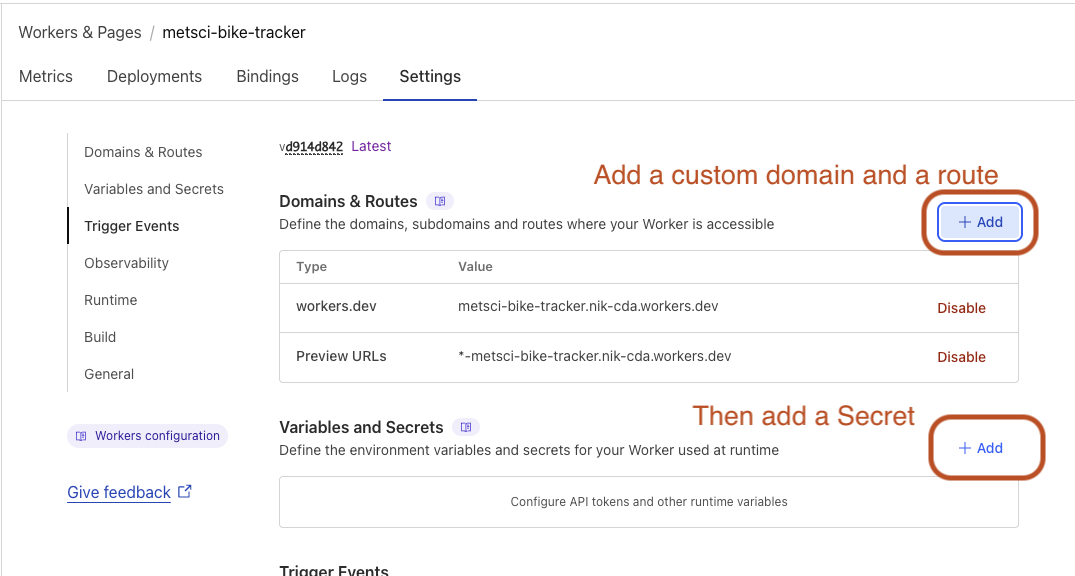 Workers & Pages / metsci-bike-tracker
Metrics Deployments Bindings Logs Settings
Domains & Routes
Variables and Secrets
Trigger Events
Observability
Runtime
Build
General
Workers configuration
Give feedback
vd914d842 Latest
Add a custom domain and a route
Domains & Routes
Define the domains, subdomains and routes where your Worker is accessible
+ Add
Type Value
workers.dev metsci-bike-tracker.nik-cda.workers.dev Disable
Preview URLs *-metsci-bike-tracker.nik-cda.workers.dev Disable
Then add a Secret
Variables and Secrets
Define the environment variables and secrets for your Worker used at runtime
+ Add
Configure API tokens and other runtime variables
Trigger Events